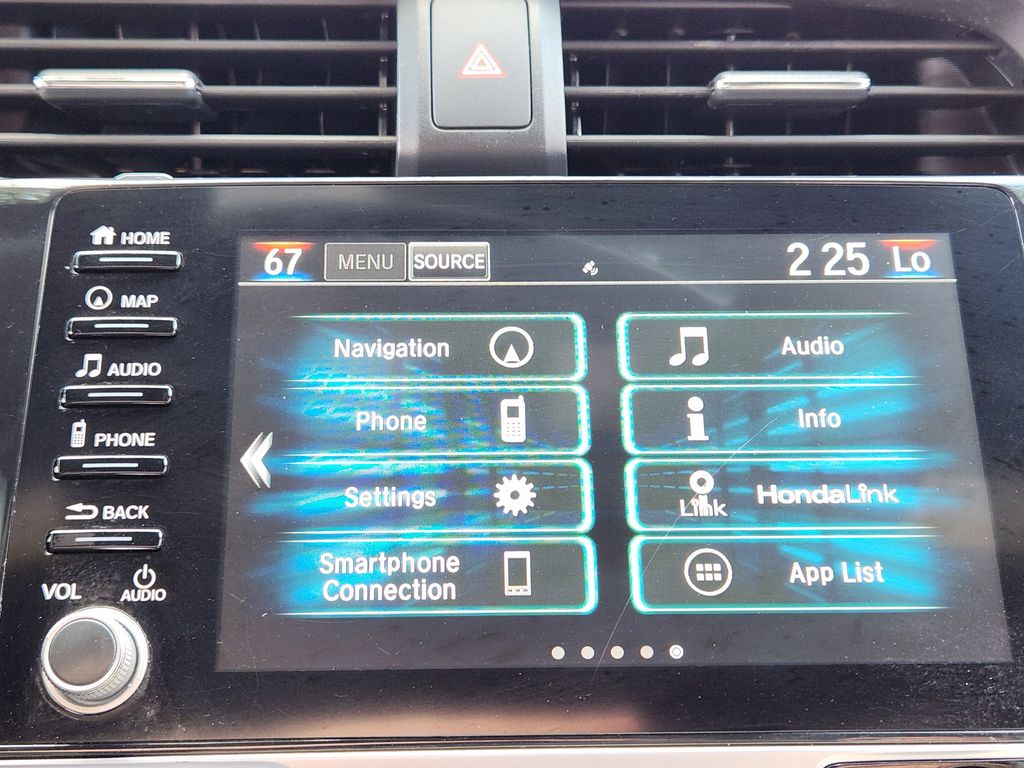 HOME
MAP
AUDIO
PHONE
BACK
VOL
AUDIO
67 MENU SOURCE 2 25 Lo
Navigation
Audio
Phone
Info
Settings
Link HondaLink
Smartphone
Connection
App List